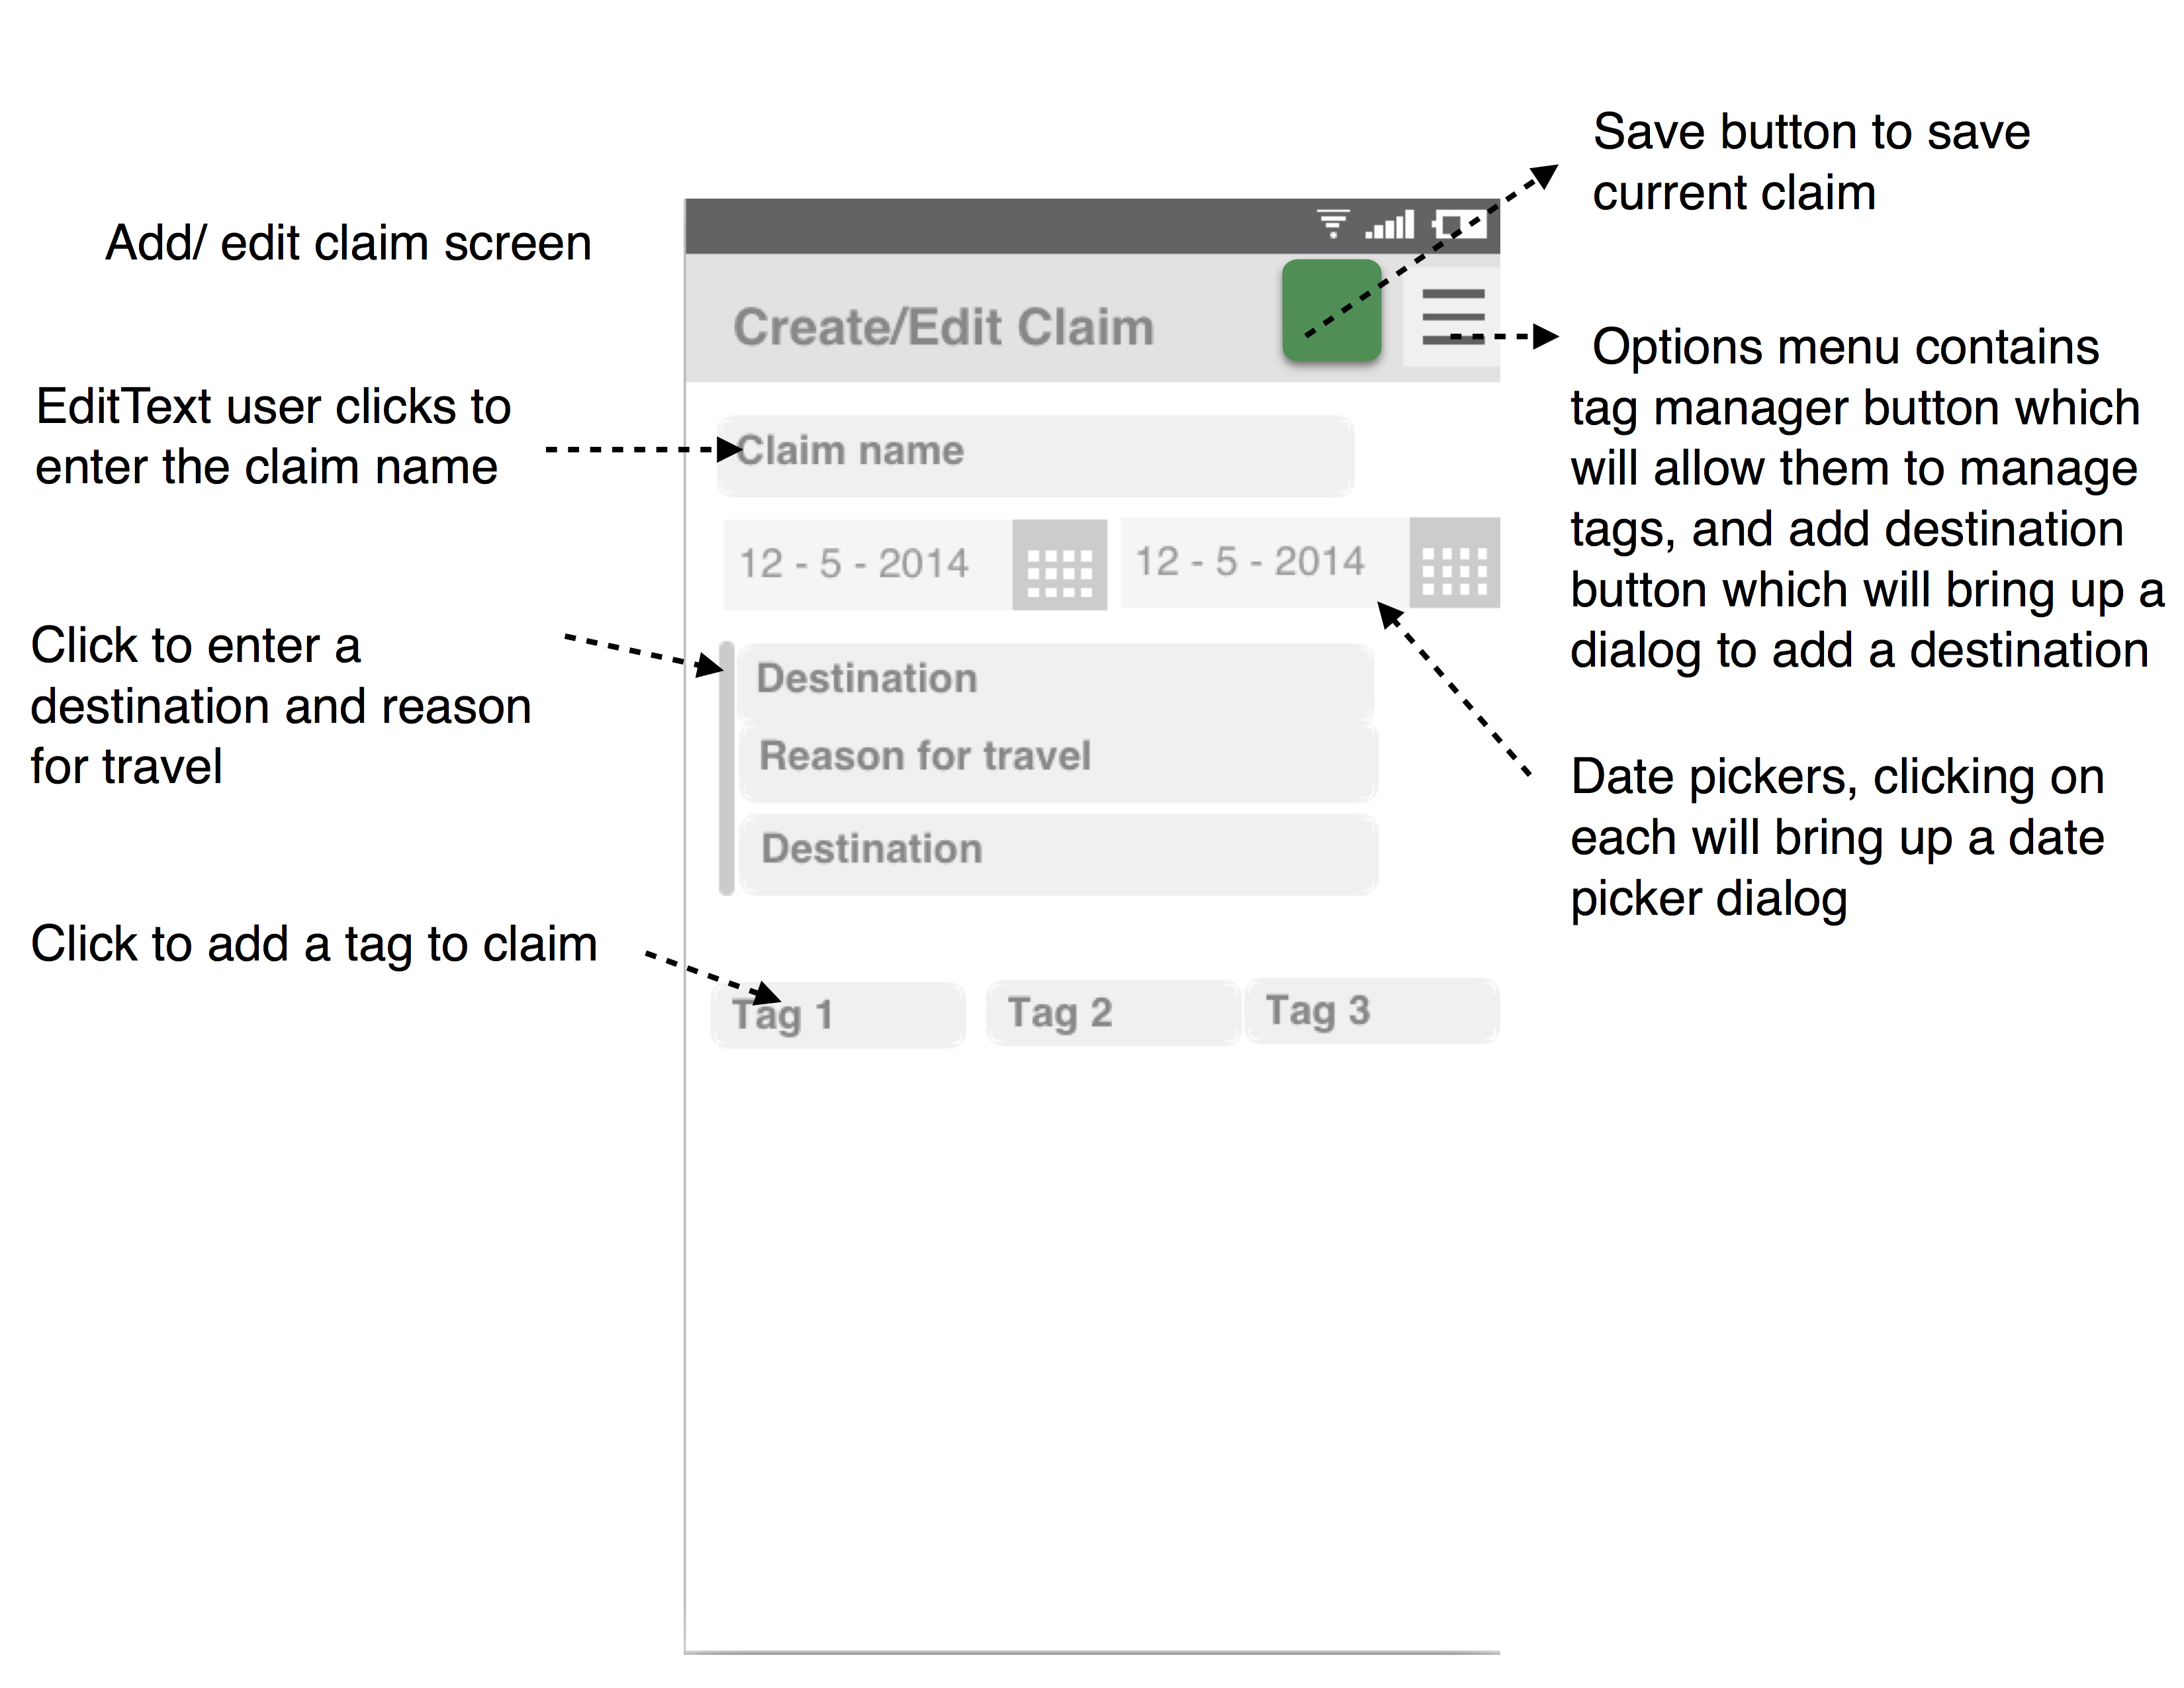 Add/ edit claim screen
EditText user clicks to
enter the claim name
Click to enter a
destination and reason
for travel
Click to add a tag to claim
Create/Edit Claim
Claim name
12 - 5 - 2014
12 - 5 - 2014
Destination
Reason for travel
Destination
Tag 1
Tag 2
Tag 3
Save button to save
current claim
Options menu contains
tag manager button which
will allow them to manage
tags, and add destination
button which will bring up a
dialog to add a destination
Date pickers, clicking on
each will bring up a date
picker dialog